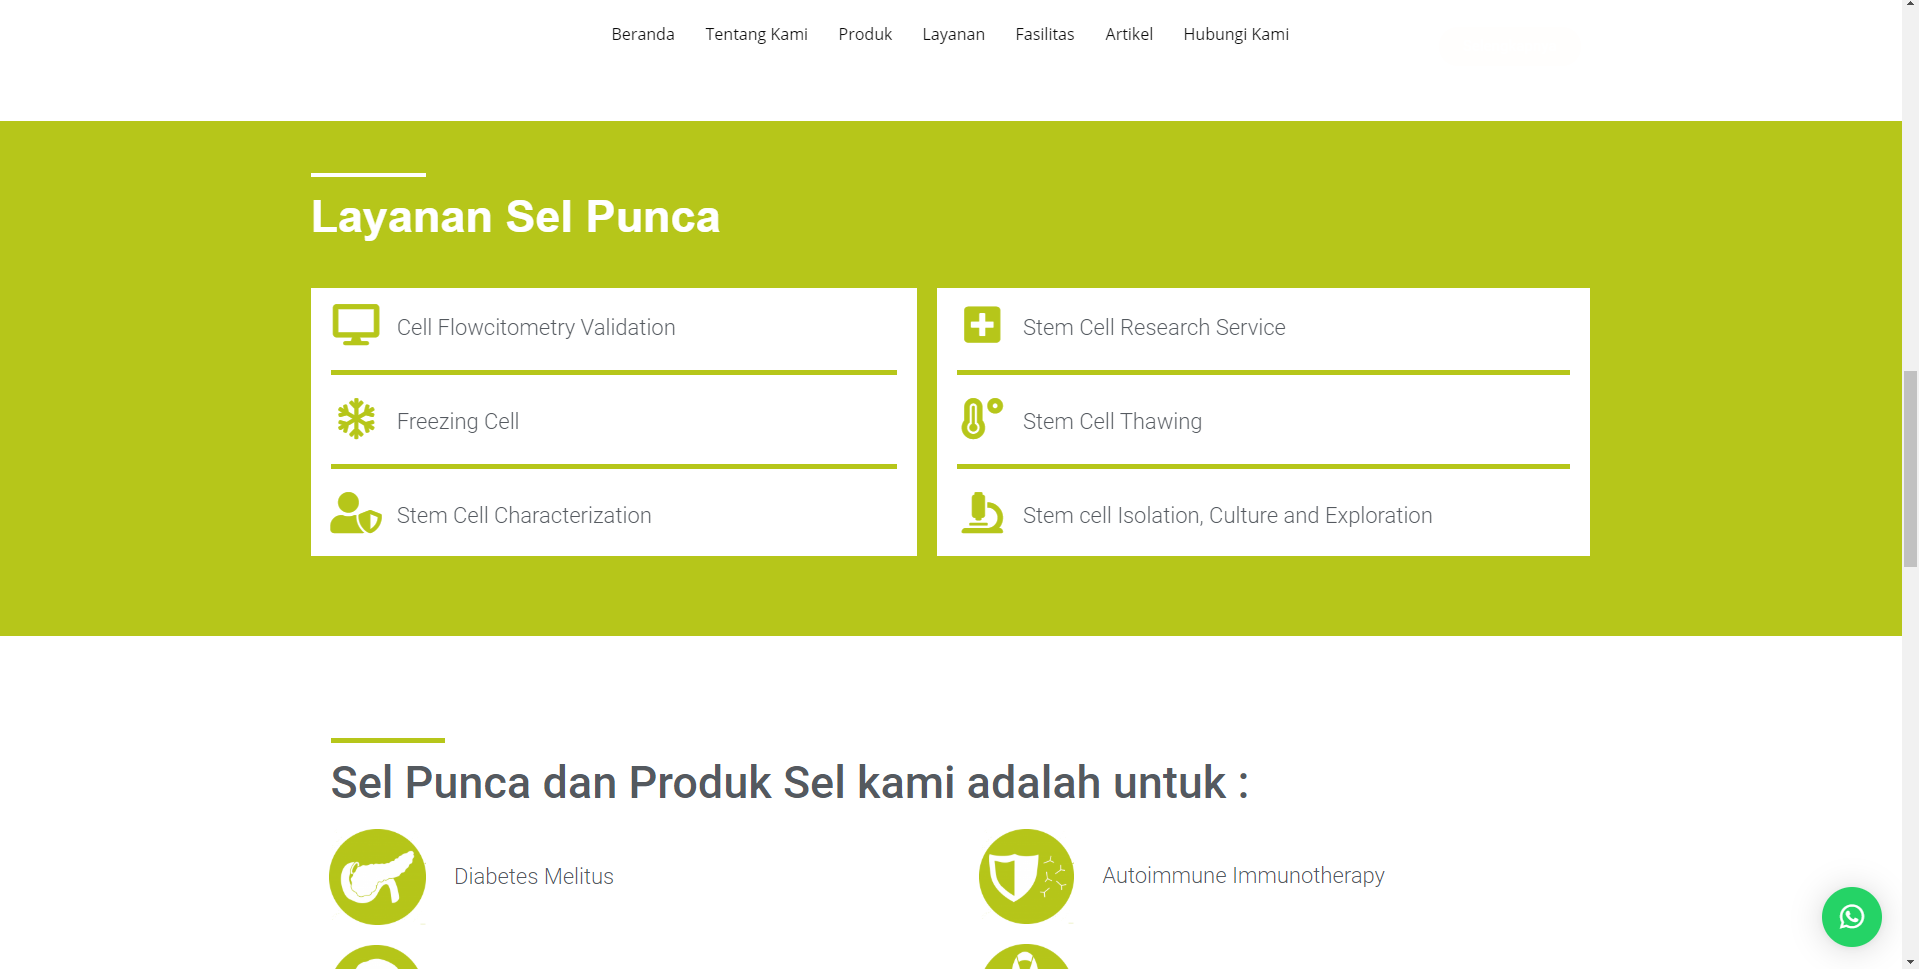 Beranda Tentang Kami Produk Layanan Fasilitas Artikel Hubungi Kami
Layanan Sel Punca
Cell Flowcitometry Validation
Freezing Cell
Stem Cell Characterization
Stem Cell Research Service
Stem Cell Thawing
Stem cell Isolation, Culture and Exploration
Sel Punca dan Produk Sel kami adalah untuk :
Diabetes Melitus
Autoimmune Immunotherapy